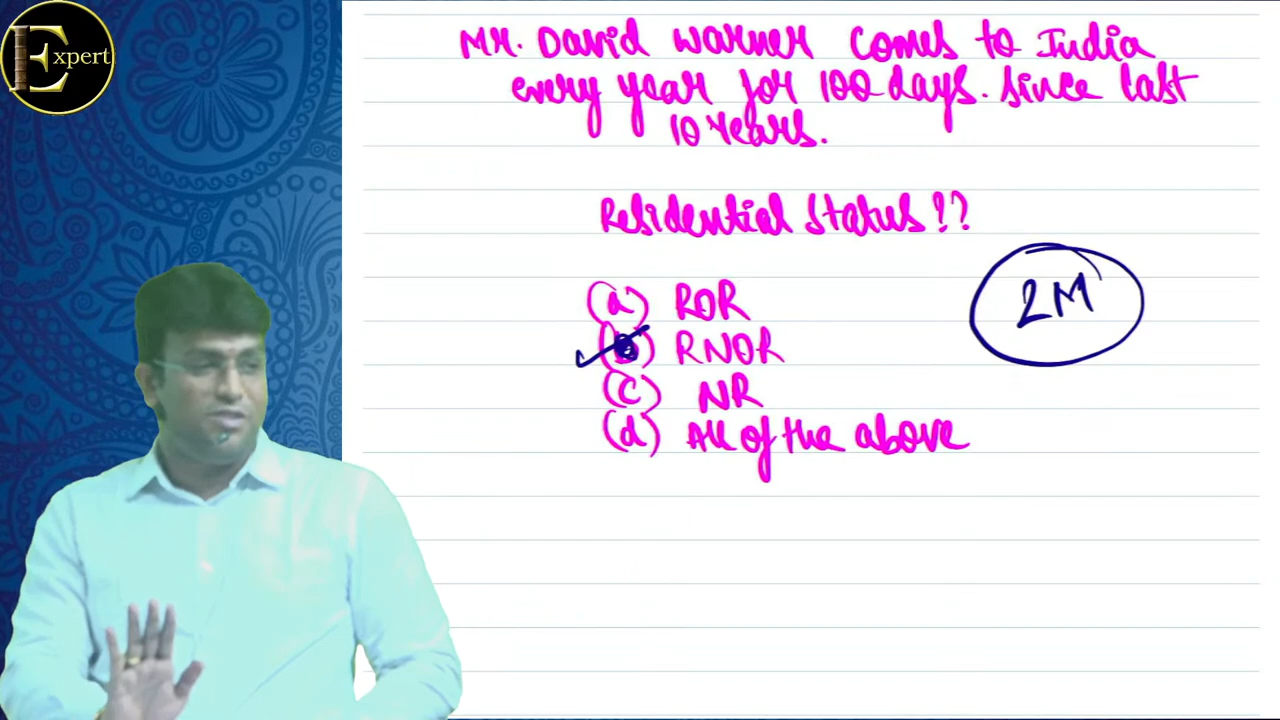 Expert
Mr. David Warner Comes to India
every year for 100 days. Since last
10 Years.
Residential Status !??
(a) ROR
(b) RNOR
(c) NR
(d) All of the above
2M